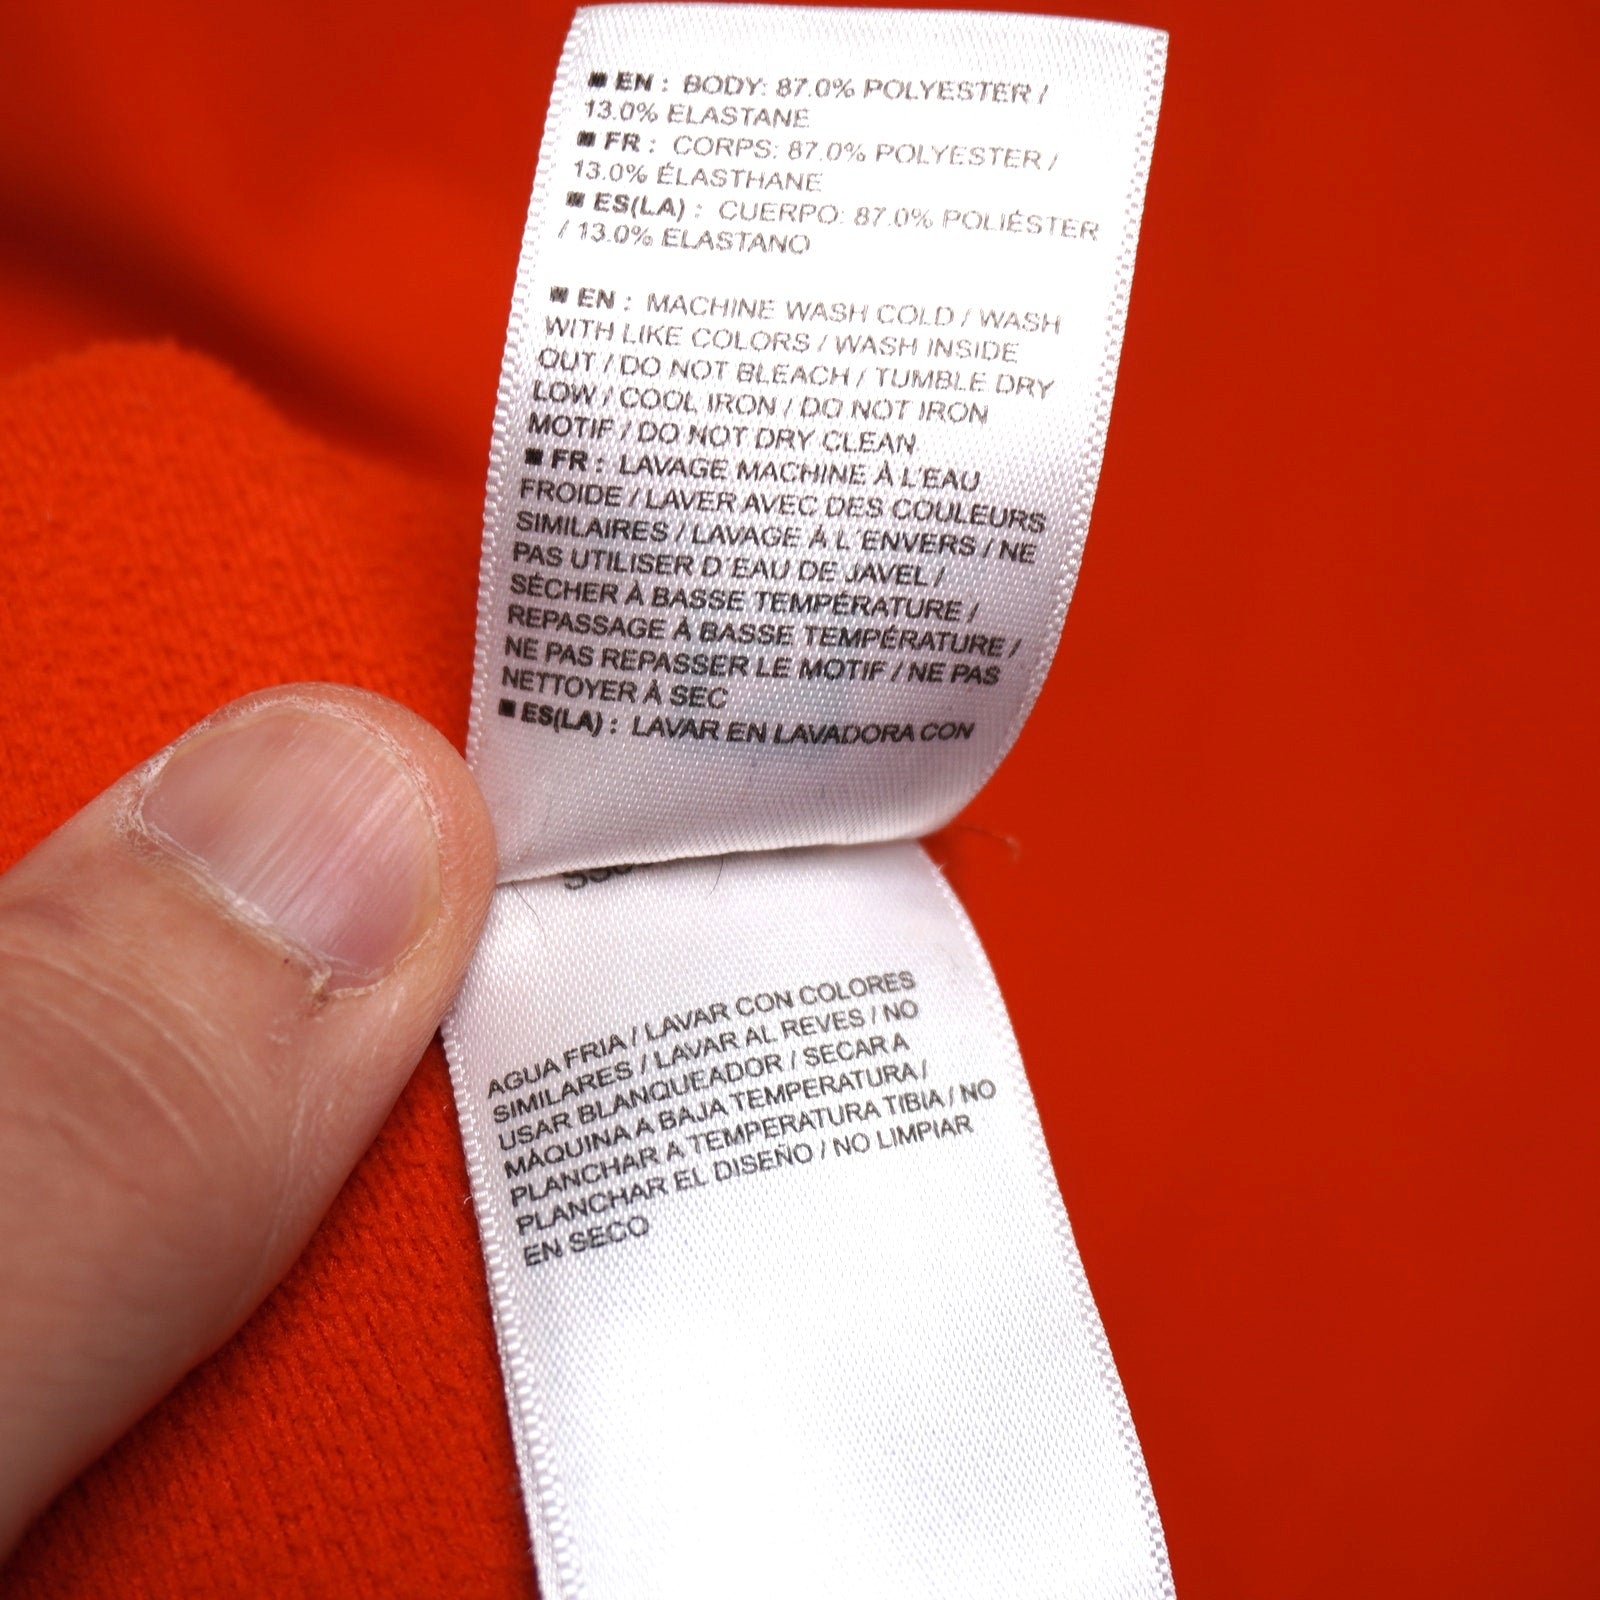 ■ EN : BODY: 87.0% POLYESTER /
13.0% ELASTANE
■ FR : CORPS: 87.0% POLYESTER /
13.0% ÉLASTHANE
■ ES(LA) : CUERPO: 87.0% POLIÉSTER
/ 13.0% ELASTANO
■ EN : MACHINE WASH COLD / WASH
WITH LIKE COLORS / WASH INSIDE
OUT / DO NOT BLEACH / TUMBLE DRY
LOW / COOL IRON / DO NOT IRON
MOTIF / DO NOT DRY CLEAN
■ FR : LAVAGE MACHINE À L'EAU
FROIDE / LAVER AVEC DES COULEURS
SIMILAIRES / LAVAGE À L'ENVERS / NE
PAS UTILISER D'EAU DE JAVEL /
SÉCHER À BASSE TEMPÉRATURE /
REPASSAGE À BASSE TEMPÉRATURE /
NE PAS REPASSER LE MOTIF / NE PAS
NETTOYER À SEC
■ ES(LA) : LAVAR EN LAVADORA CON
AGUA FRIA / LAVAR CON COLORES
SIMILARES / LAVAR AL REVES / NO
USAR BLANQUEADOR / SECAR A
MÁQUINA A BAJA TEMPERATURA /
PLANCHAR A TEMPERATURA TIBIA / NO
PLANCHAR EL DISEÑO / NO LIMPIAR
EN SECO